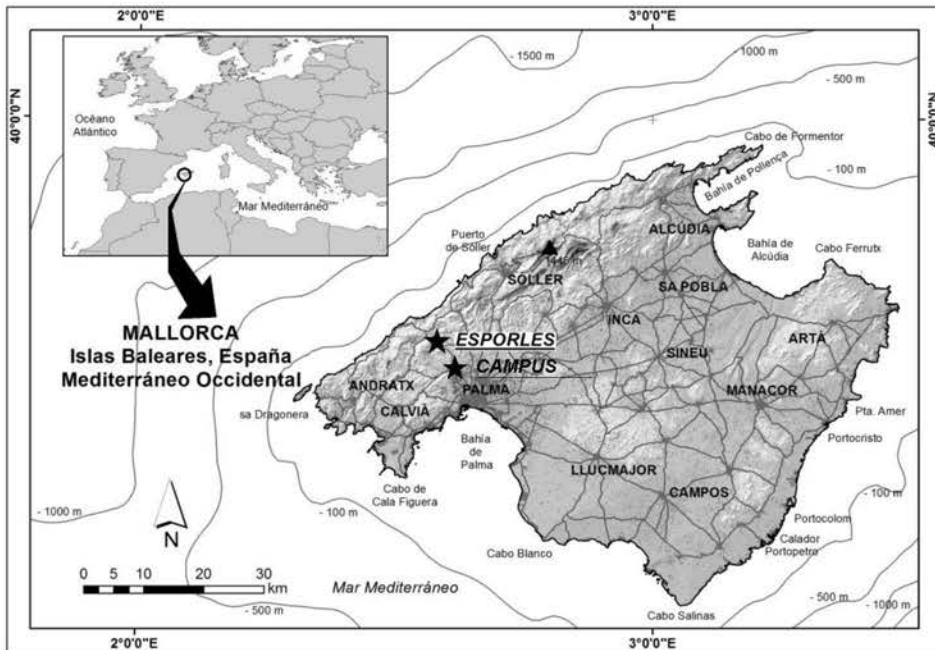 2°0'0"E
3°0'0"E
40°0'0"N
40°0'0"N
- 1500 m
- 1000 m
- 500 m
- 100 m
Océano
Atlántico
Mar Mediterráneo
Cabo de Formentor
Bahía de Pollença
Puerto
de Sóller
1445 m
ALCÚDIA
Bahía de
Alcúdia
Cabo Ferrutx
SÓLLER
SA POBLA
MALLORCA
Islas Baleares, España
Mediterráneo Occidental
INCA
ESPORLES
ARTÀ
SINEU
CAMPUS
ANDRATX
PALMA
MANACOR
sa Dragonera
CALVIÀ
Pta. Amer
Bahía
de
Palma
Portocristo
LLUCMAJOR
Cabo de
Cala Figuera
CAMPOS
- 100 m
- 1000 m
- 100 m
N
Portocolom
Cabo Blanco
Calador
Portopetro
0 5 10 20 30
km
Mar Mediterráneo
- 500 m
- 500 m
- 1000 m
Cabo Salinas
2°0'0"E
3°0'0"E